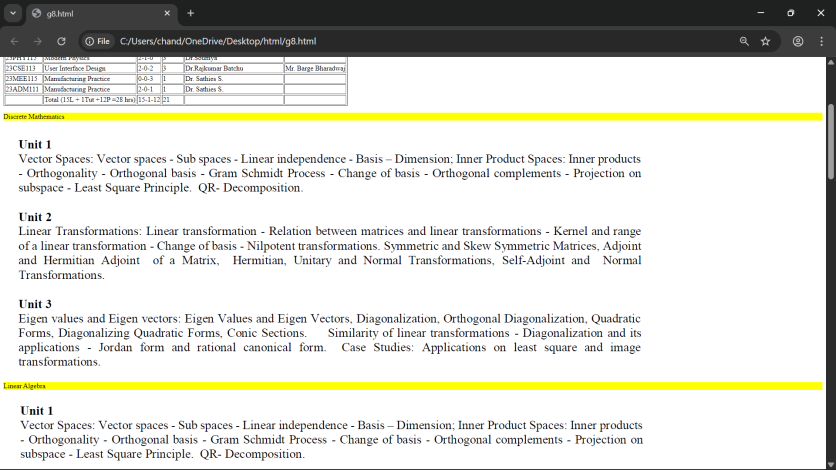 g8.html
File C:/Users/chand/OneDrive/Desktop/html/g8.html
23PHY115 Modern Physics 2-1-0 3 Dr.Soumya
23CSE113 User Interface Design 2-0-2 3 Dr.Rajkumar Batchu Mr. Barge Bharadwaj
23MEE115 Manufacturing Practice 0-0-3 1 Dr. Sathies S.
23ADM111 Manufacturing Practice 2-0-1 1 Dr. Sathies S.
Total (15L + 1Tut +12P =28 hrs) 15-1-12 21
Discrete Mathematics
Unit 1
Vector Spaces: Vector spaces - Sub spaces - Linear independence - Basis – Dimension; Inner Product Spaces: Inner products
- Orthogonality - Orthogonal basis - Gram Schmidt Process - Change of basis - Orthogonal complements - Projection on
subspace - Least Square Principle. QR- Decomposition.
Unit 2
Linear Transformations: Linear transformation - Relation between matrices and linear transformations - Kernel and range
of a linear transformation - Change of basis - Nilpotent transformations. Symmetric and Skew Symmetric Matrices, Adjoint
and Hermitian Adjoint of a Matrix, Hermitian, Unitary and Normal Transformations, Self-Adjoint and Normal
Transformations.
Unit 3
Eigen values and Eigen vectors: Eigen Values and Eigen Vectors, Diagonalization, Orthogonal Diagonalization, Quadratic
Forms, Diagonalizing Quadratic Forms, Conic Sections. Similarity of linear transformations - Diagonalization and its
applications - Jordan form and rational canonical form. Case Studies: Applications on least square and image
transformations.
Linear Algebra
Unit 1
Vector Spaces: Vector spaces - Sub spaces - Linear independence - Basis – Dimension; Inner Product Spaces: Inner products
- Orthogonality - Orthogonal basis - Gram Schmidt Process - Change of basis - Orthogonal complements - Projection on
subspace - Least Square Principle. QR- Decomposition.